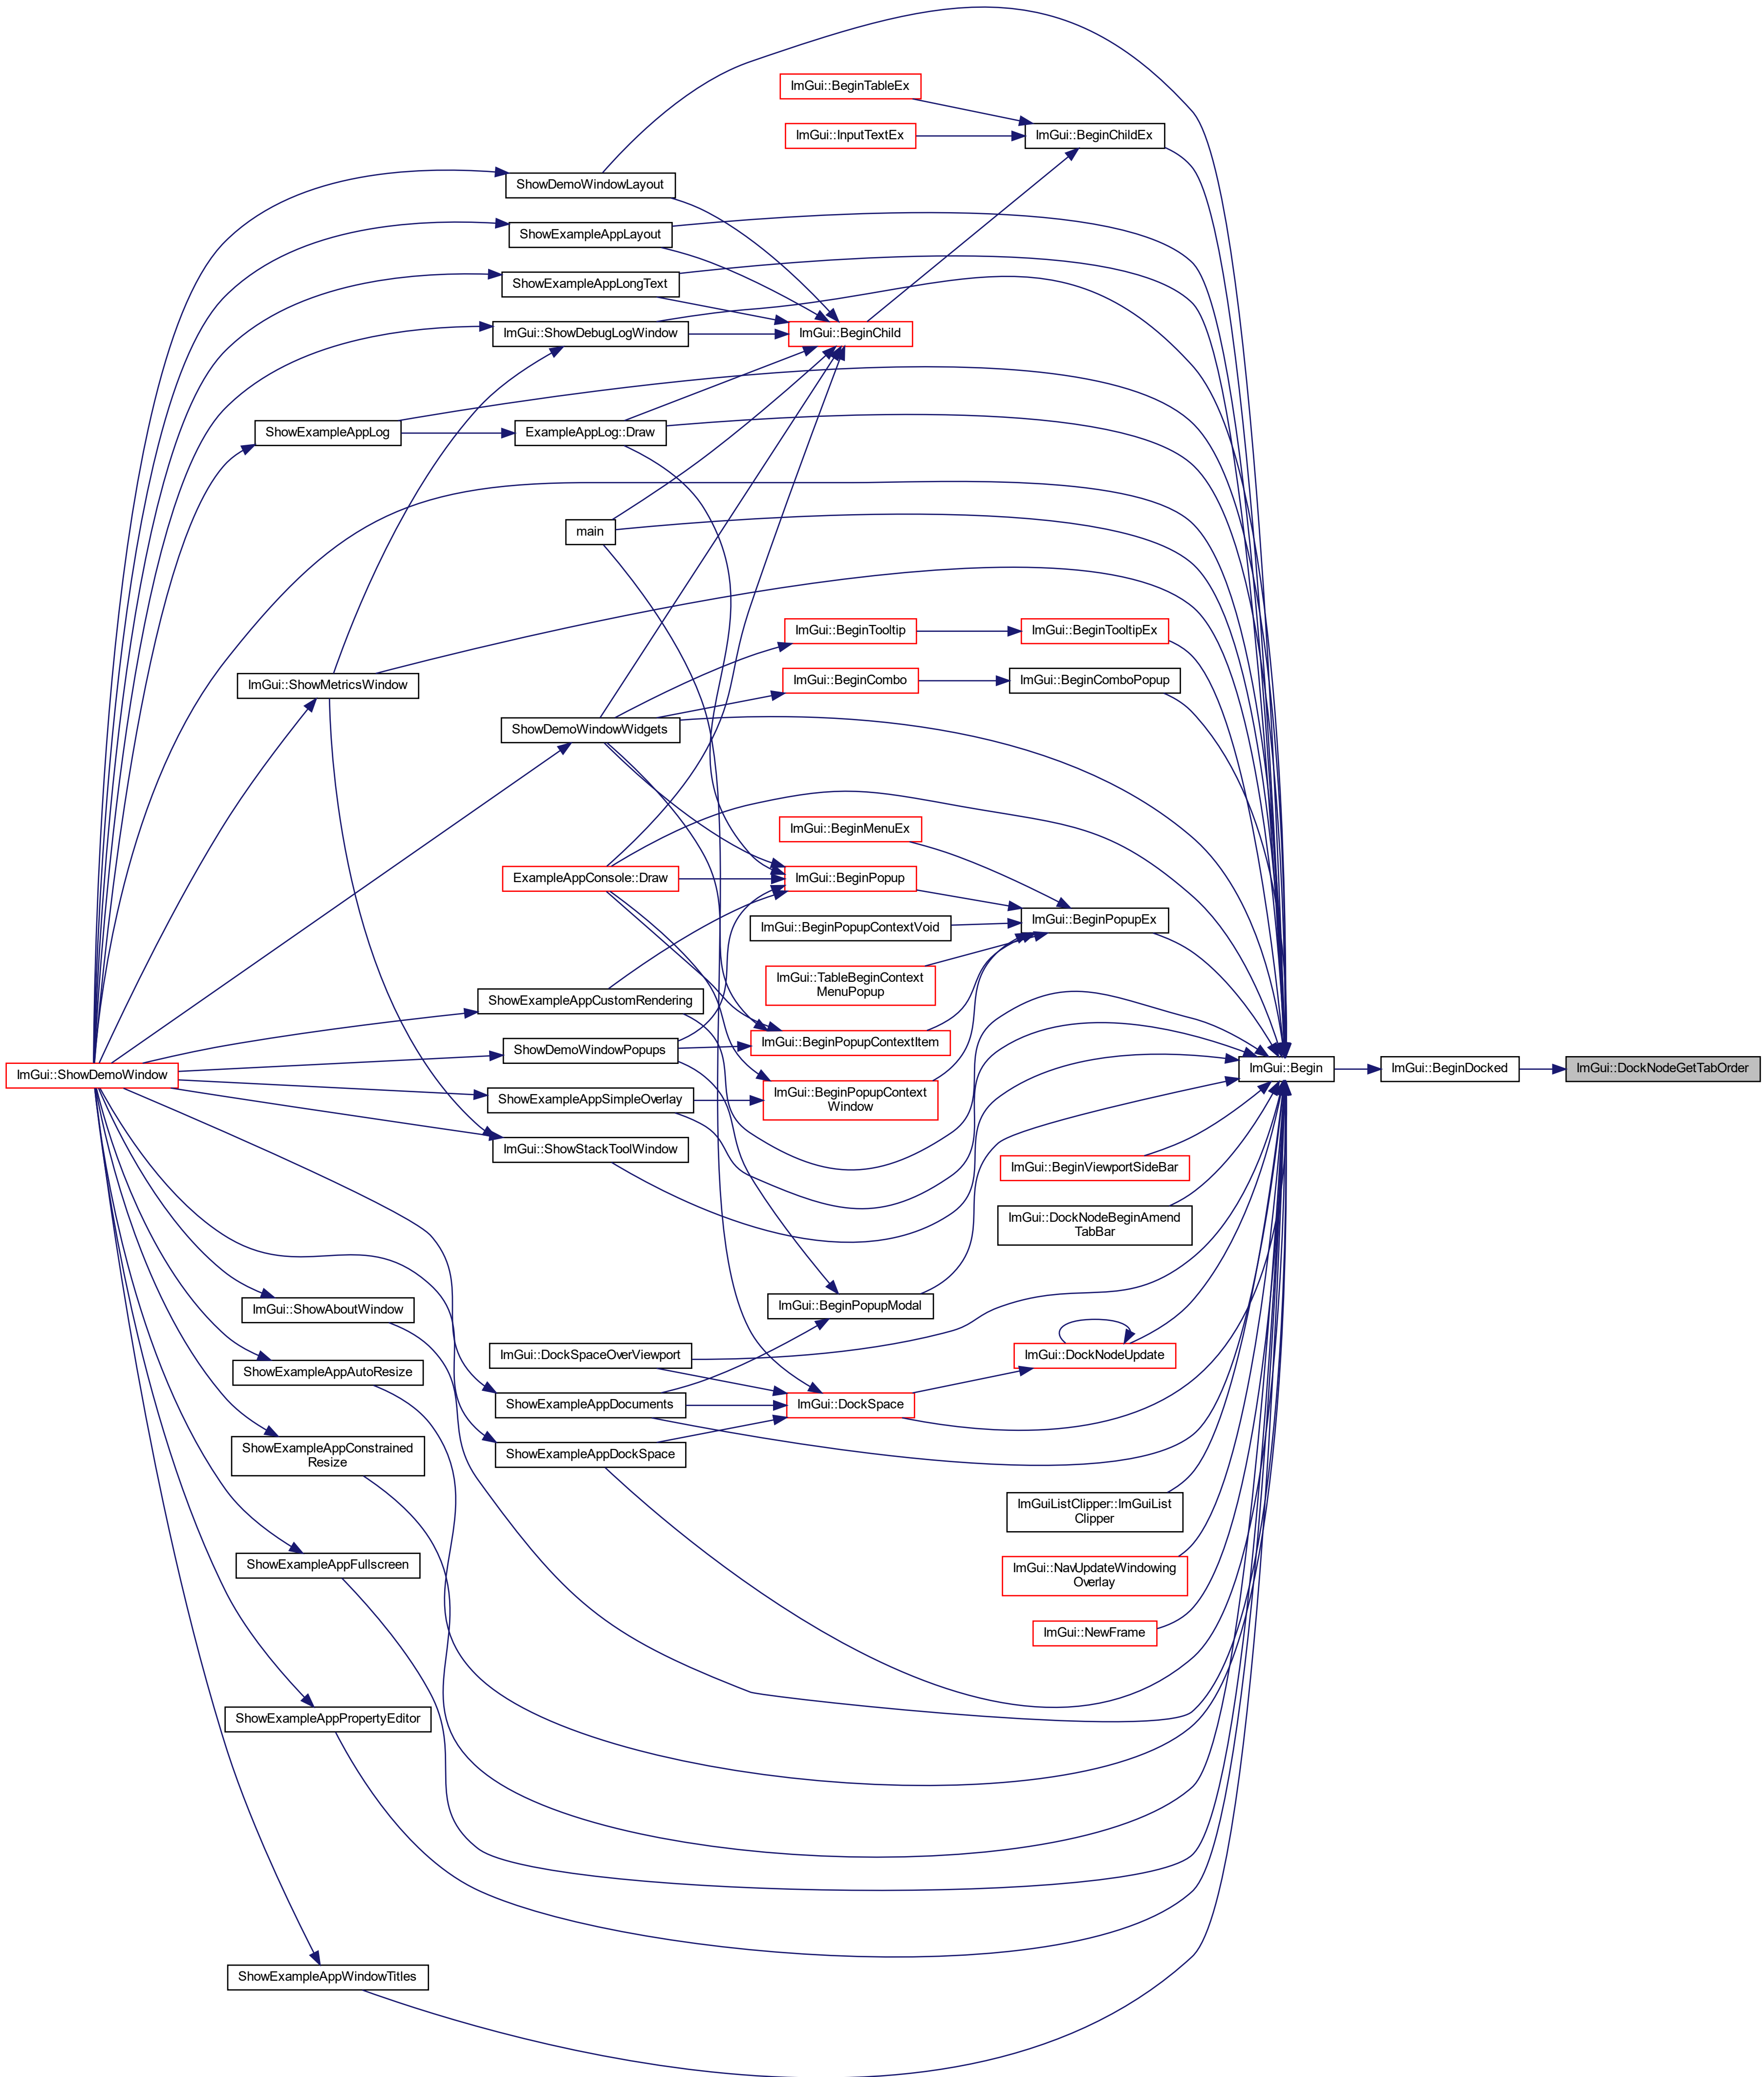 ImGui::BeginTableEx
ImGui::InputTextEx
ImGui::BeginChildEx
ShowDemoWindowLayout
ShowExampleAppLayout
ShowExampleAppLongText
ImGui::ShowDebugLogWindow
ImGui::BeginChild
ShowExampleAppLog
ExampleAppLog::Draw
main
ImGui::BeginTooltip
ImGui::BeginTooltipEx
ImGui::ShowMetricsWindow
ImGui::BeginCombo
ImGui::BeginComboPopup
ShowDemoWindowWidgets
ImGui::BeginMenuEx
ExampleAppConsole::Draw
ImGui::BeginPopup
ImGui::BeginPopupContextVoid
ImGui::BeginPopupEx
ImGui::TableBeginContext
MenuPopup
ShowExampleAppCustomRendering
ImGui::BeginPopupContextItem
ShowDemoWindowPopups
ImGui::ShowDemoWindow
ImGui::Begin
ImGui::BeginDocked
ImGui::DockNodeGetTabOrder
ShowExampleAppSimpleOverlay
ImGui::BeginPopupContext
Window
ImGui::ShowStackToolWindow
ImGui::BeginViewportSideBar
ImGui::DockNodeBeginAmend
TabBar
ImGui::ShowAboutWindow
ImGui::BeginPopupModal
ImGui::DockSpaceOverViewport
ImGui::DockNodeUpdate
ShowExampleAppAutoResize
ShowExampleAppDocuments
ImGui::DockSpace
ShowExampleAppConstrained
Resize
ShowExampleAppDockSpace
ImGuiListClipper::ImGuiList
Clipper
ShowExampleAppFullscreen
ImGui::NavUpdateWindowing
Overlay
ImGui::NewFrame
ShowExampleAppPropertyEditor
ShowExampleAppWindowTitles